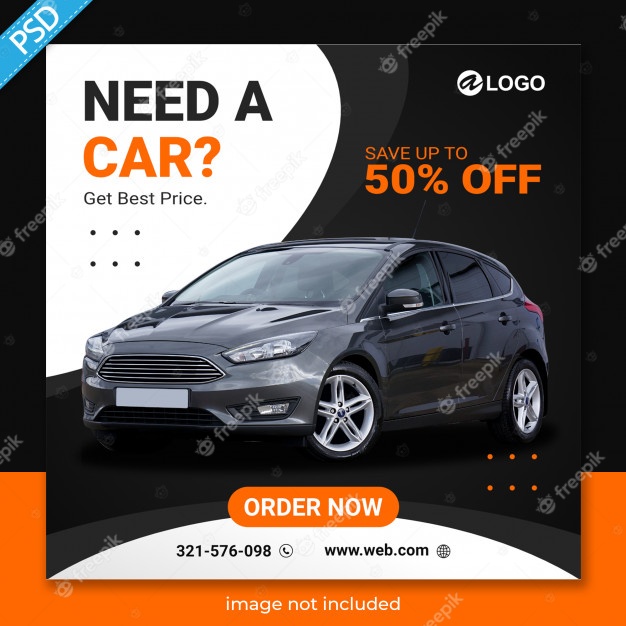 PSD
NEED A
CAR?
Get Best Price.
LOGO
SAVE UP TO
50% OFF
ORDER NOW
321-576-098
www.web.com
image not included
freepik